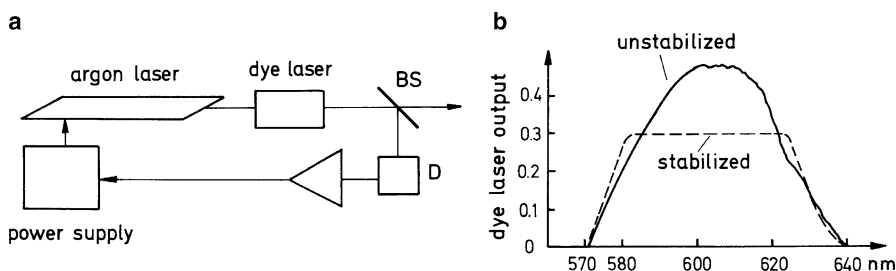 a
argon laser
dye laser
BS
D
power supply
b
unstabilized
stabilized
dye laser output
0.4
0.3
0.2
0.1
0
570 580 600 620 640 nm